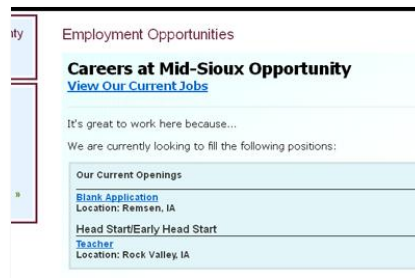 ty
Employment Opportunities
Careers at Mid-Sioux Opportunity
View Our Current Jobs
It's great to work here because...
We are currently looking to fill the following positions:
Our Current Openings
»
Blank Application
Location: Remsen, IA
Head Start/Early Head Start
Teacher
Location: Rock Valley, IA